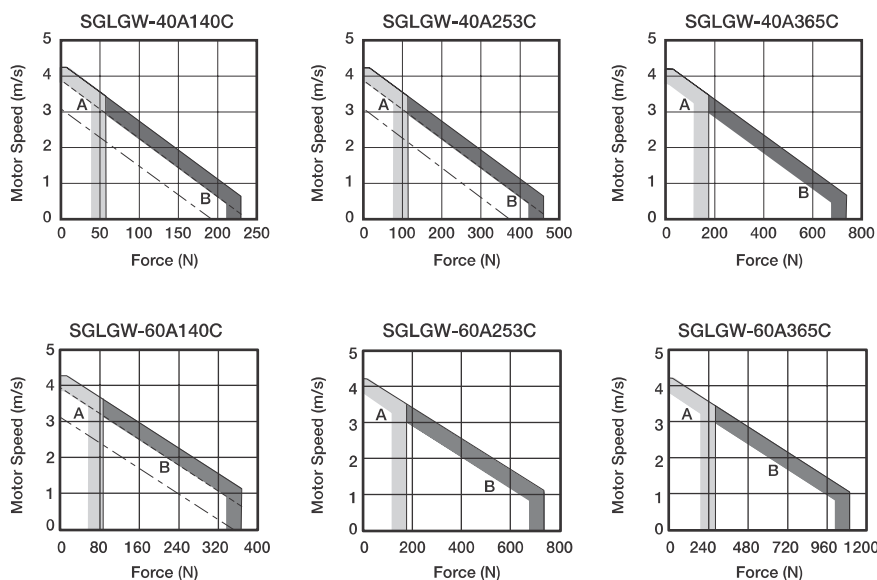 SGLGW-40A140C
SGLGW-40A253C
SGLGW-40A365C
Motor Speed (m/s)
5
4
3
2
1
0
A
B
0 50 100 150 200 250
Force (N)
Motor Speed (m/s)
5
4
3
2
1
0
A
B
0 100 200 300 400 500
Force (N)
Motor Speed (m/s)
5
4
3
2
1
0
A
B
0 200 400 600 800
Force (N)
SGLGW-60A140C
SGLGW-60A253C
SGLGW-60A365C
Motor Speed (m/s)
5
4
3
2
1
0
A
B
0 80 160 240 320 400
Force (N)
Motor Speed (m/s)
5
4
3
2
1
0
A
B
0 200 400 600 800
Force (N)
Motor Speed (m/s)
5
4
3
2
1
0
A
B
0 240 480 720 960 1200
Force (N)